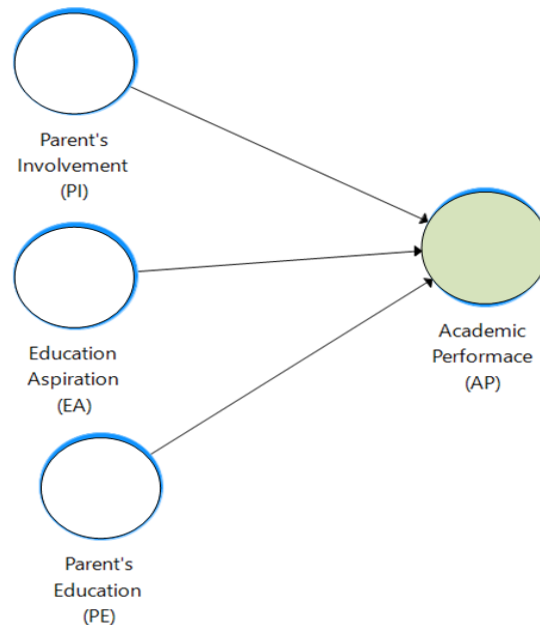 Parent's
Involvement
(PI)
Education
Aspiration
(EA)
Parent's
Education
(PE)
Academic
Performace
(AP)